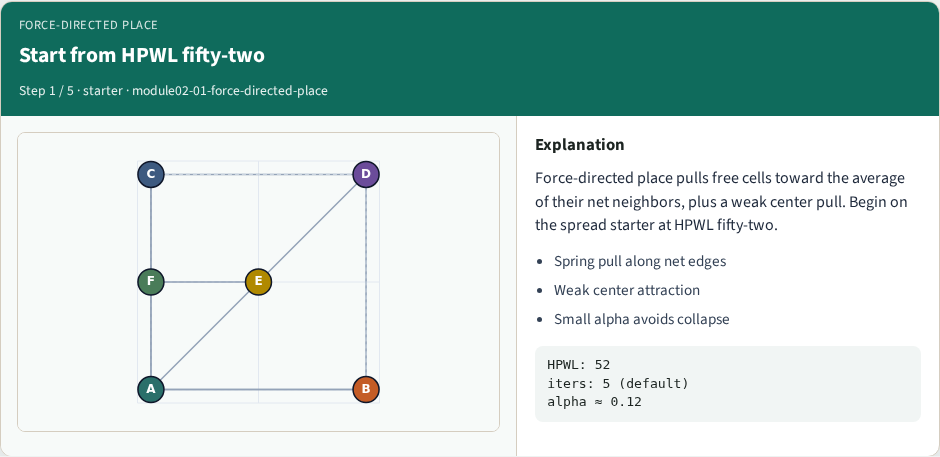 FORCE-DIRECTED PLACE
Start from HPWL fifty-two
Step 1 / 5 · starter · module02-01-force-directed-place
C
D
F
E
A
B
Explanation
Force-directed place pulls free cells toward the average
of their net neighbors, plus a weak center pull. Begin on
the spread starter at HPWL fifty-two.
• Spring pull along net edges
• Weak center attraction
• Small alpha avoids collapse
HPWL: 52
iters: 5 (default)
alpha ≈ 0.12